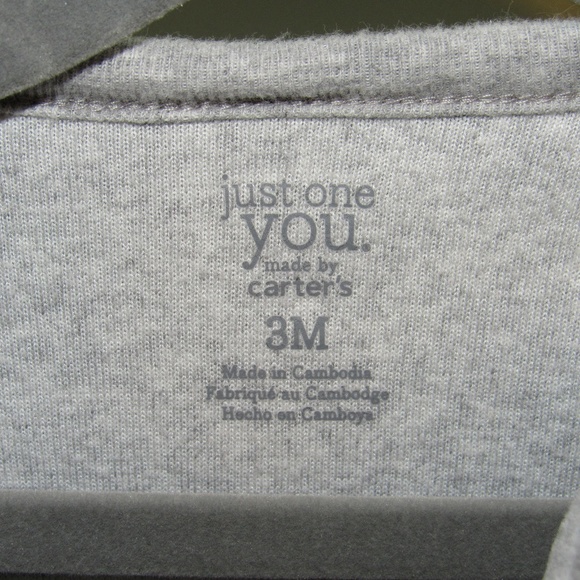 just one
you.
made by
carter's
3M
Made in Cambodia
Fabriqué au Cambodge
Hecho en Camboya